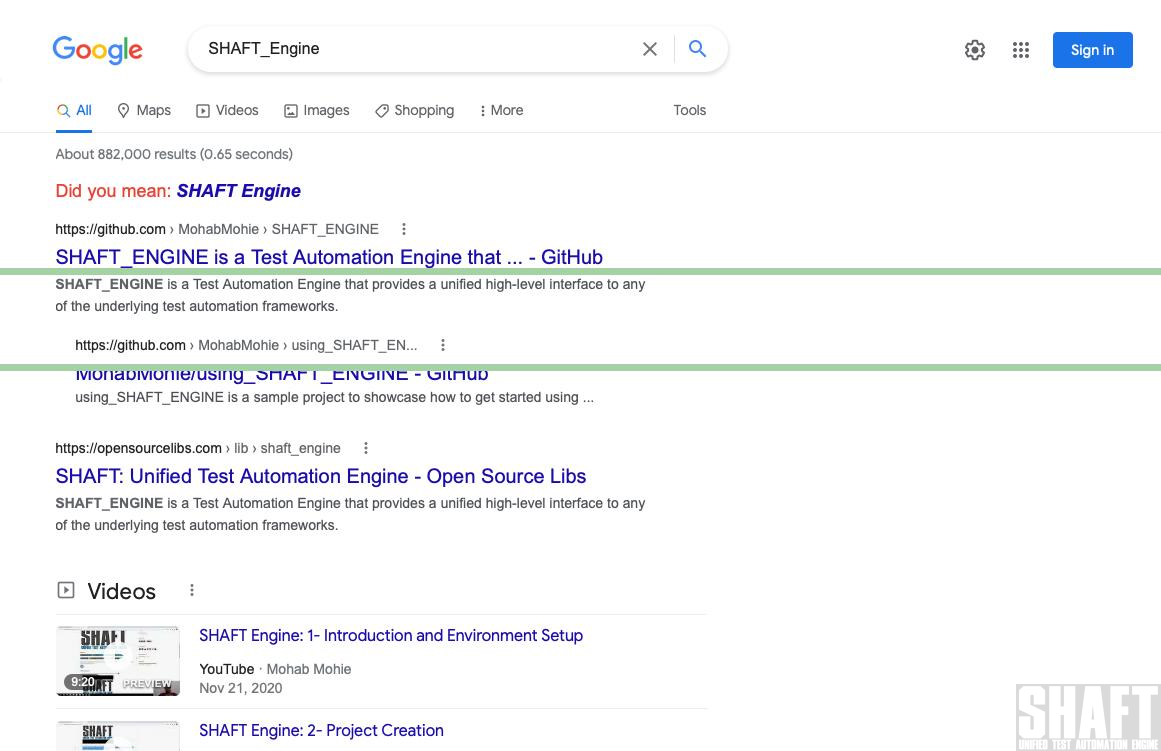 Google
SHAFT_Engine
Sign in
All Maps Videos Images Shopping More Tools
About 882,000 results (0.65 seconds)
Did you mean: SHAFT Engine
https://github.com › MohabMohie › SHAFT_ENGINE
SHAFT_ENGINE is a Test Automation Engine that ... - GitHub
SHAFT_ENGINE is a Test Automation Engine that provides a unified high-level interface to any
of the underlying test automation frameworks.
https://github.com › MohabMohie › using_SHAFT_EN...
MohabMohie/using_SHAFT_ENGINE - GitHub
using_SHAFT_ENGINE is a sample project to showcase how to get started using ...
https://opensourcelibs.com › lib › shaft_engine
SHAFT: Unified Test Automation Engine - Open Source Libs
SHAFT_ENGINE is a Test Automation Engine that provides a unified high-level interface to any
of the underlying test automation frameworks.
Videos
SHAFT
9:20
PREVIEW
SHAFT Engine: 1- Introduction and Environment Setup
YouTube · Mohab Mohie
Nov 21, 2020
SHAFT
SHAFT Engine: 2- Project Creation
SHAFT
UNIFIED TEST AUTOMATION ENGINE